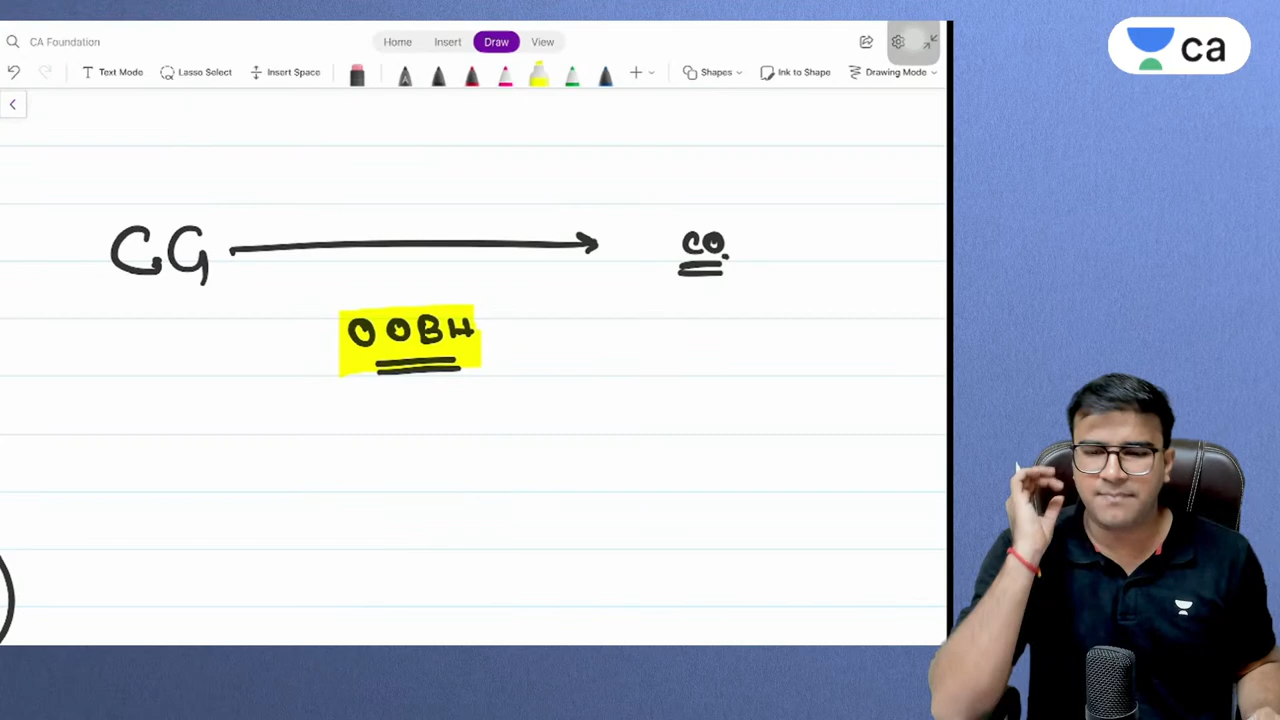 CA Foundation
Home Insert Draw View
Text Mode Lasso Select Insert Space Shapes Ink to Shape Drawing Mode
ca
CG co.
OOBH